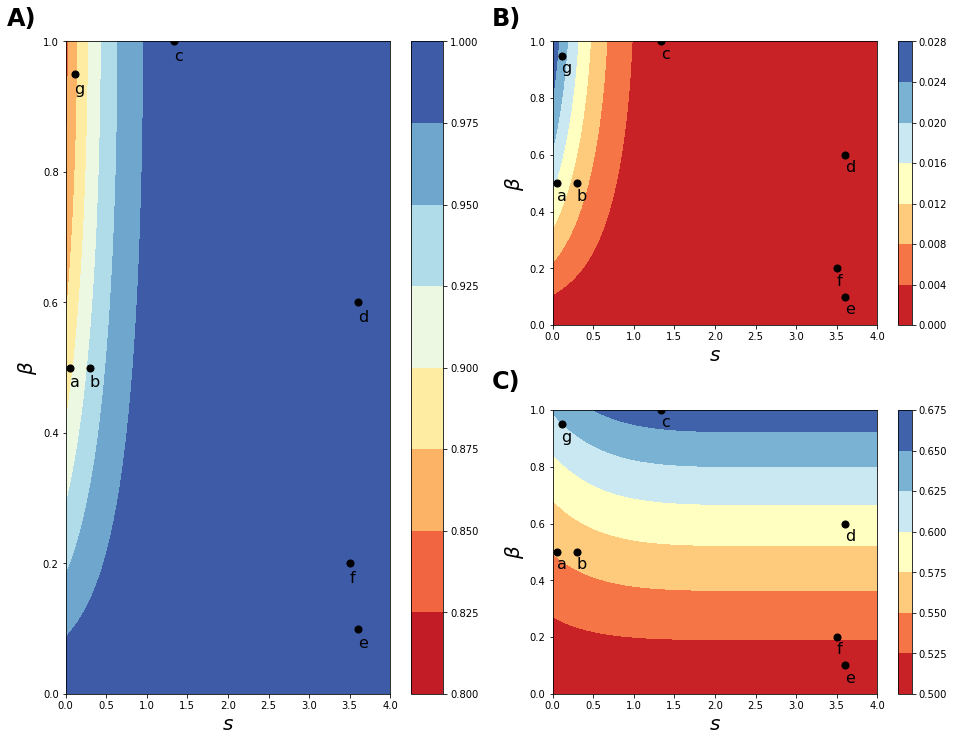 A)
1.0
0.8
0.6
0.4
0.2
0.0
β
0.0 0.5 1.0 1.5 2.0 2.5 3.0 3.5 4.0
s
g
c
a
b
d
f
e
1.000
0.975
0.950
0.925
0.900
0.875
0.850
0.825
0.800
B)
1.0
0.8
0.6
0.4
0.2
0.0
β
0.0 0.5 1.0 1.5 2.0 2.5 3.0 3.5 4.0
s
g
c
a
b
d
f
e
0.028
0.024
0.020
0.016
0.012
0.008
0.004
0.000
C)
1.0
0.8
0.6
0.4
0.2
0.0
β
0.0 0.5 1.0 1.5 2.0 2.5 3.0 3.5 4.0
s
g
c
a
b
d
f
e
0.675
0.650
0.625
0.600
0.575
0.550
0.525
0.500